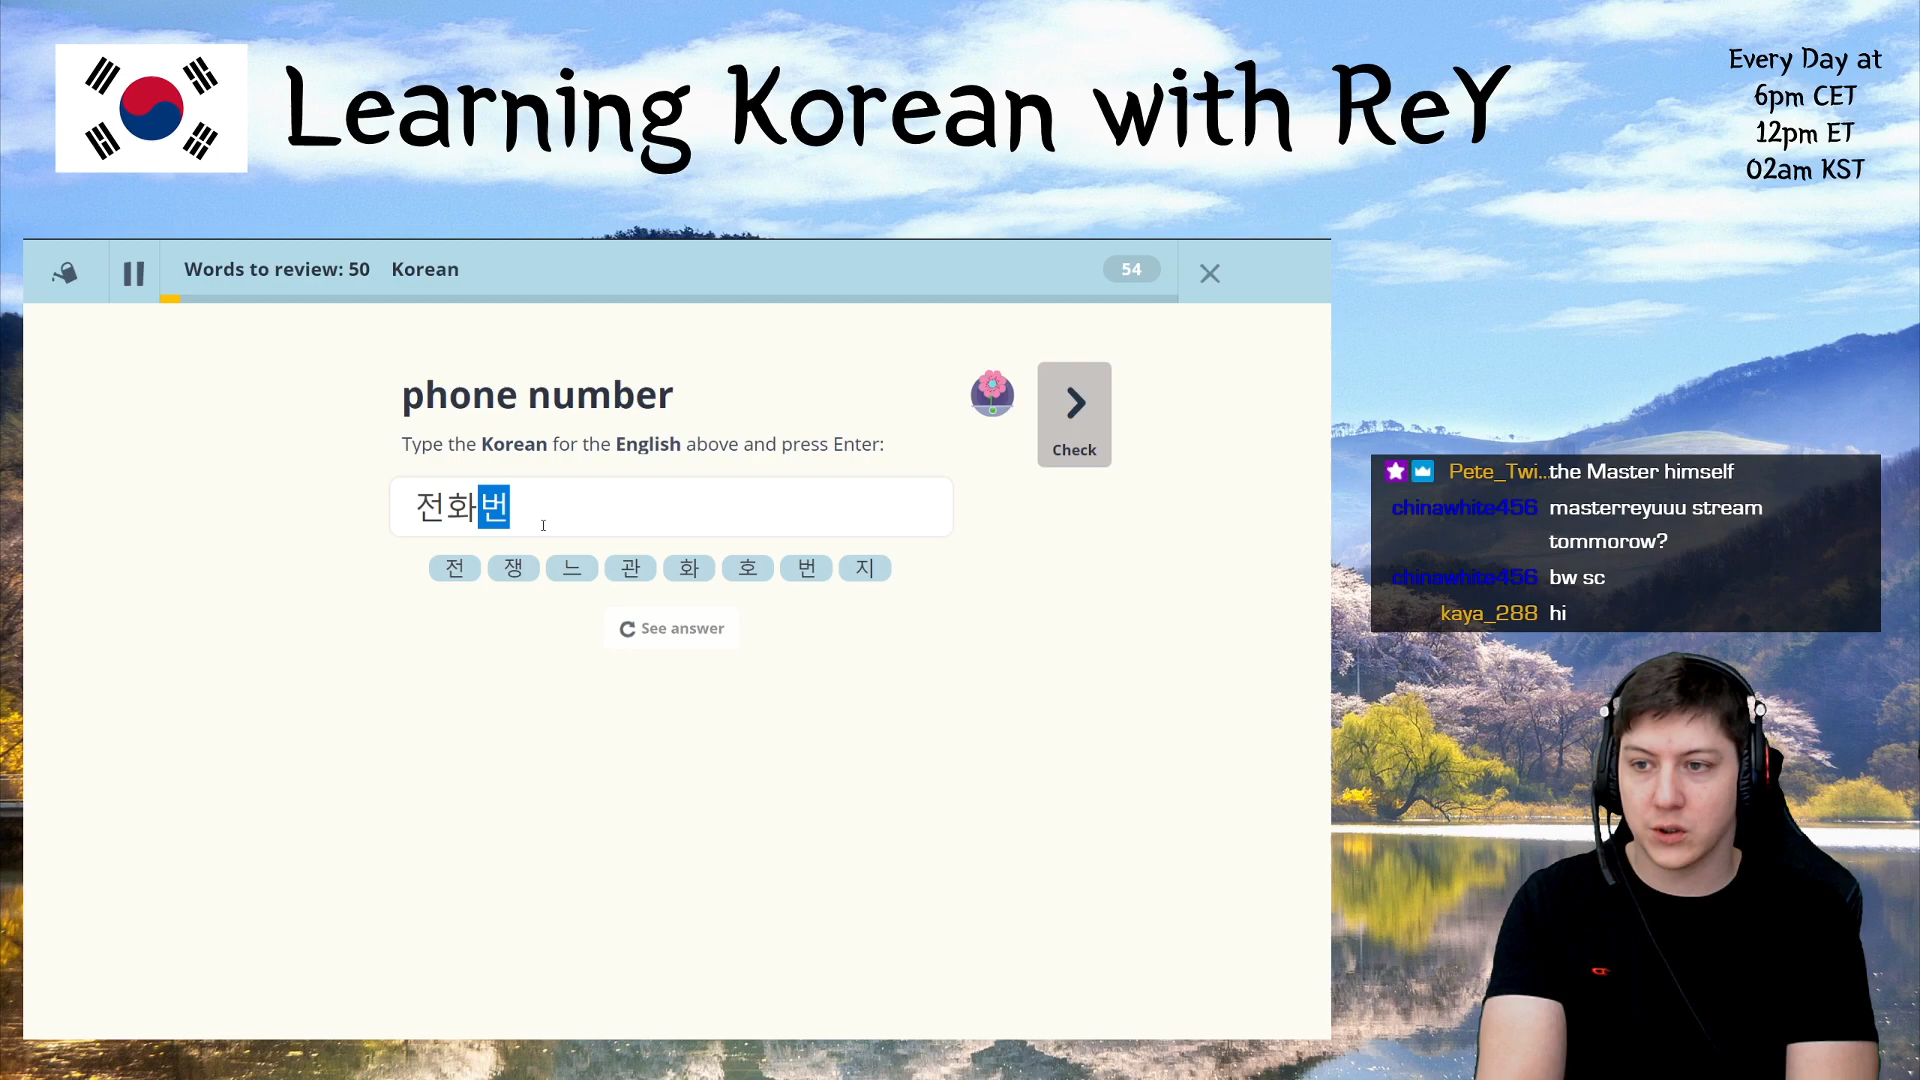 Learning Korean with ReY
Every Day at
6pm CET
12pm ET
02am KST
Words to review: 50 Korean
54
phone number
Type the Korean for the English above and press Enter:
Check
전화번
전 쟁 느 관 화 호 번 지
See answer
Pete_Twi... the Master himself
chinawhite456 masterreyuuu stream
tommorow?
chinawhite456 bw sc
kaya_288 hi